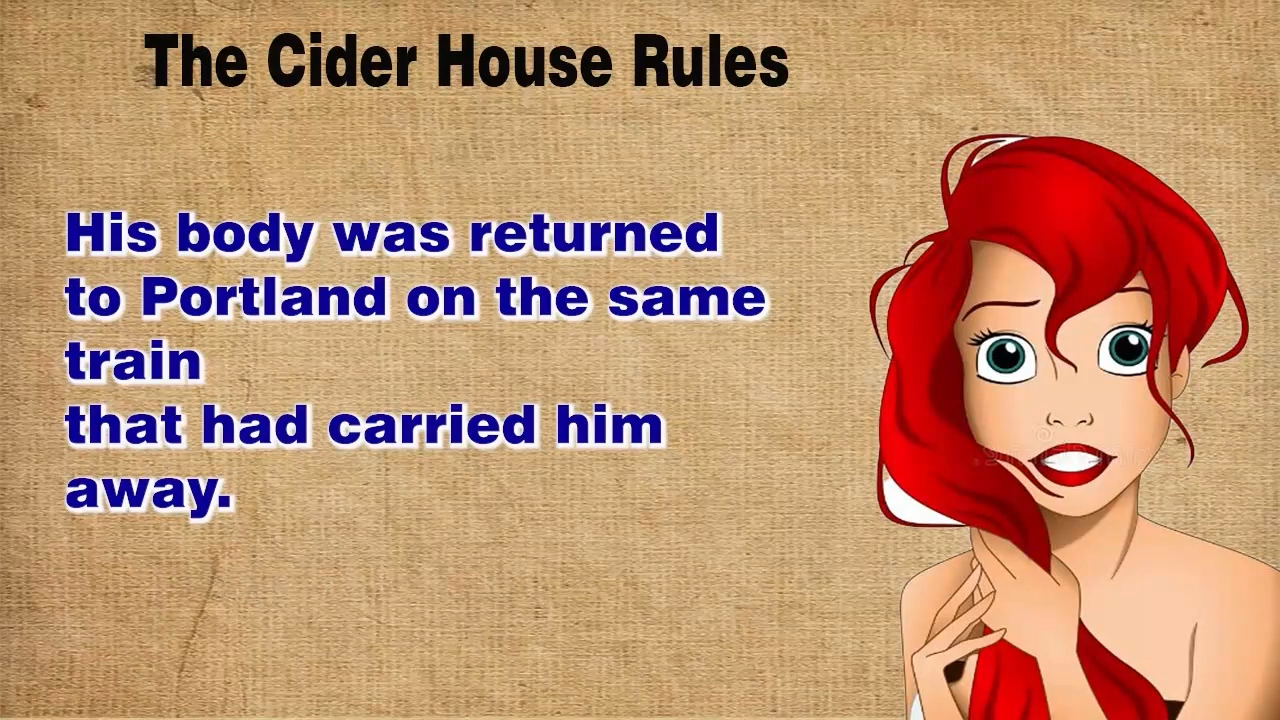 The Cider House Rules
His body was returned
to Portland on the same
train
that had carried him
away.